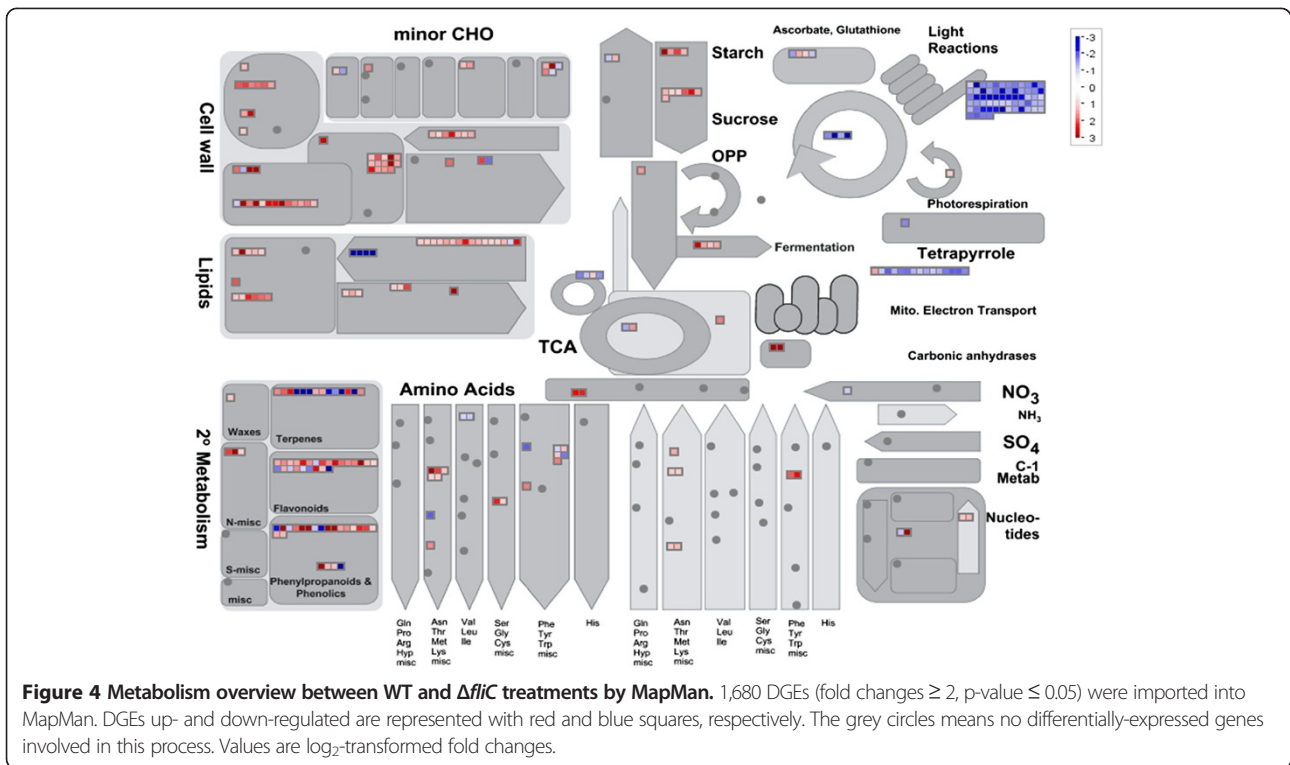 minor CHO
Ascorbate, Glutathione
Light
Reactions
-3
-2
-1
0
1
2
3
Starch
Sucrose
OPP
Cell wall
Photorespiration
Tetrapyrrole
Fermentation
Lipids
Mito. Electron Transport
TCA
Carbonic anhydrases
Amino Acids
NO3
NH3
SO4
C-1
Metab
Nucleo-
tides
2º Metabolism
Waxes
Terpenes
Flavonoids
N-misc
S-misc
Phenylpropanoids &
Phenolics
misc
Gln
Pro
Arg
Hyp
misc
Asn
Thr
Met
Lys
misc
Val
Leu
Ile
Ser
Gly
Cys
misc
Phe
Tyr
Trp
misc
His
Gln
Pro
Arg
Hyp
misc
Asn
Thr
Met
Lys
misc
Val
Leu
Ile
Ser
Gly
Cys
misc
Phe
Tyr
Trp
misc
His
Figure 4 Metabolism overview between WT and ΔfliC treatments by MapMan. 1,680 DGEs (fold changes ≥ 2, p-value ≤ 0.05) were imported into
MapMan. DGEs up- and down-regulated are represented with red and blue squares, respectively. The grey circles means no differentially-expressed genes
involved in this process. Values are log2-transformed fold changes.